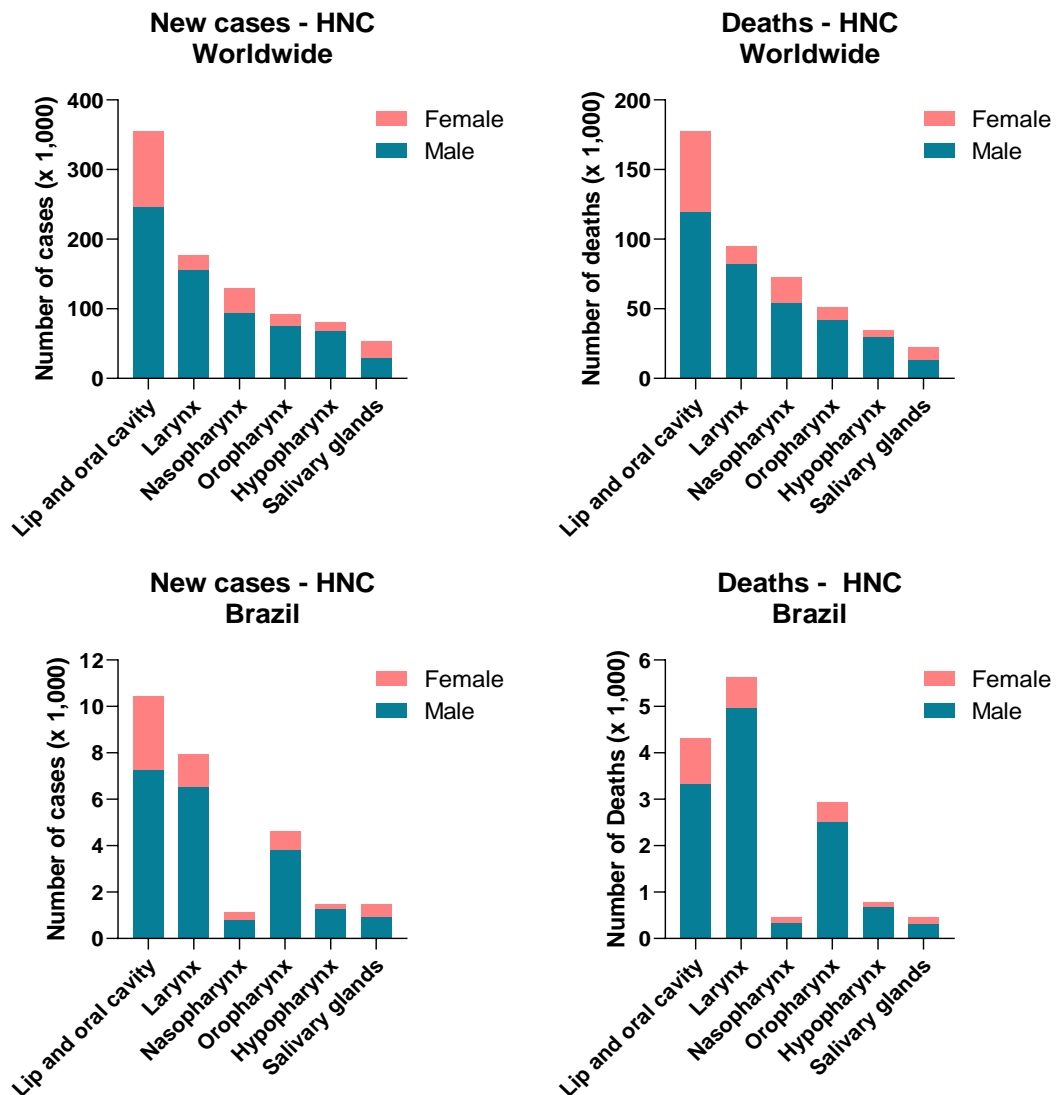 New cases - HNC
Worldwide
Number of cases (x 1,000)
400
300
200
100
0
Female
Male
Lip and oral cavity
Larynx
Nasopharynx
Oropharynx
Hypopharynx
Salivary glands
Deaths - HNC
Worldwide
Number of deaths (x 1,000)
200
150
100
50
0
Female
Male
Lip and oral cavity
Larynx
Nasopharynx
Oropharynx
Hypopharynx
Salivary glands
New cases - HNC
Brazil
Number of cases (x 1,000)
12
10
8
6
4
2
0
Female
Male
Lip and oral cavity
Larynx
Nasopharynx
Oropharynx
Hypopharynx
Salivary glands
Deaths -  HNC
Brazil
Number of Deaths (x 1,000)
6
5
4
3
2
1
0
Female
Male
Lip and oral cavity
Larynx
Nasopharynx
Oropharynx
Hypopharynx
Salivary glands